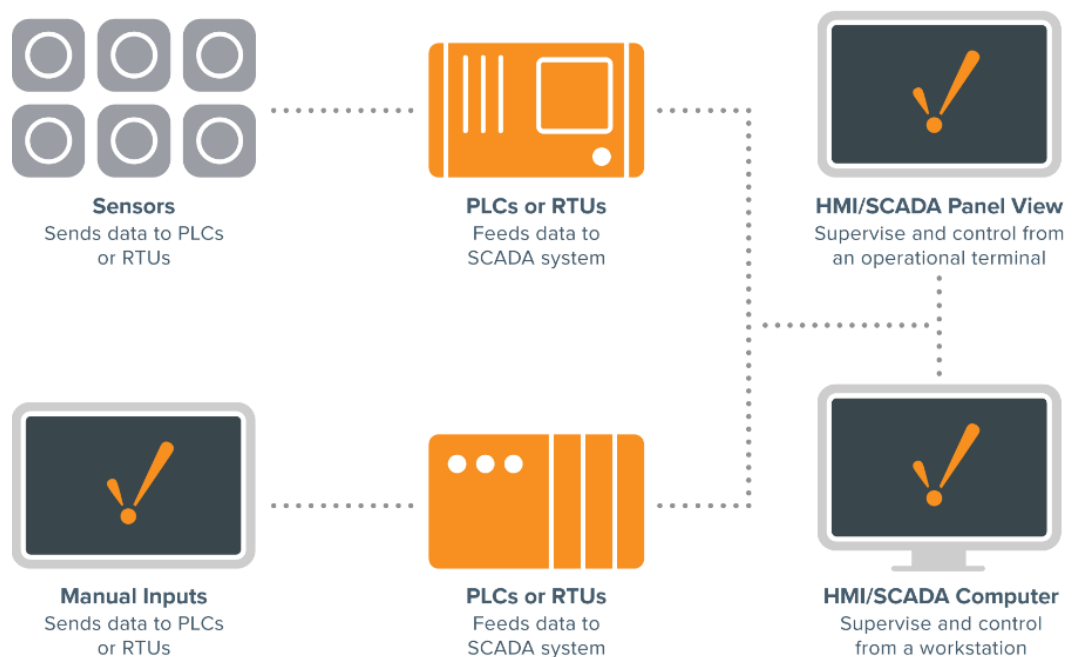 Sensors
Sends data to PLCs
or RTUs
PLCs or RTUs
Feeds data to
SCADA system
HMI/SCADA Panel View
Supervise and control from
an operational terminal
Manual Inputs
Sends data to PLCs
or RTUs
PLCs or RTUs
Feeds data to
SCADA system
HMI/SCADA Computer
Supervise and control
from a workstation